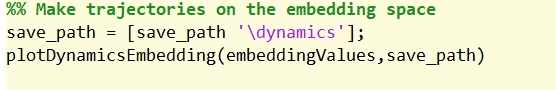 %% Make trajectories on the embedding space
save_path = [save_path '\dynamics'];
plotDynamicsEmbedding(embeddingValues,save_path)